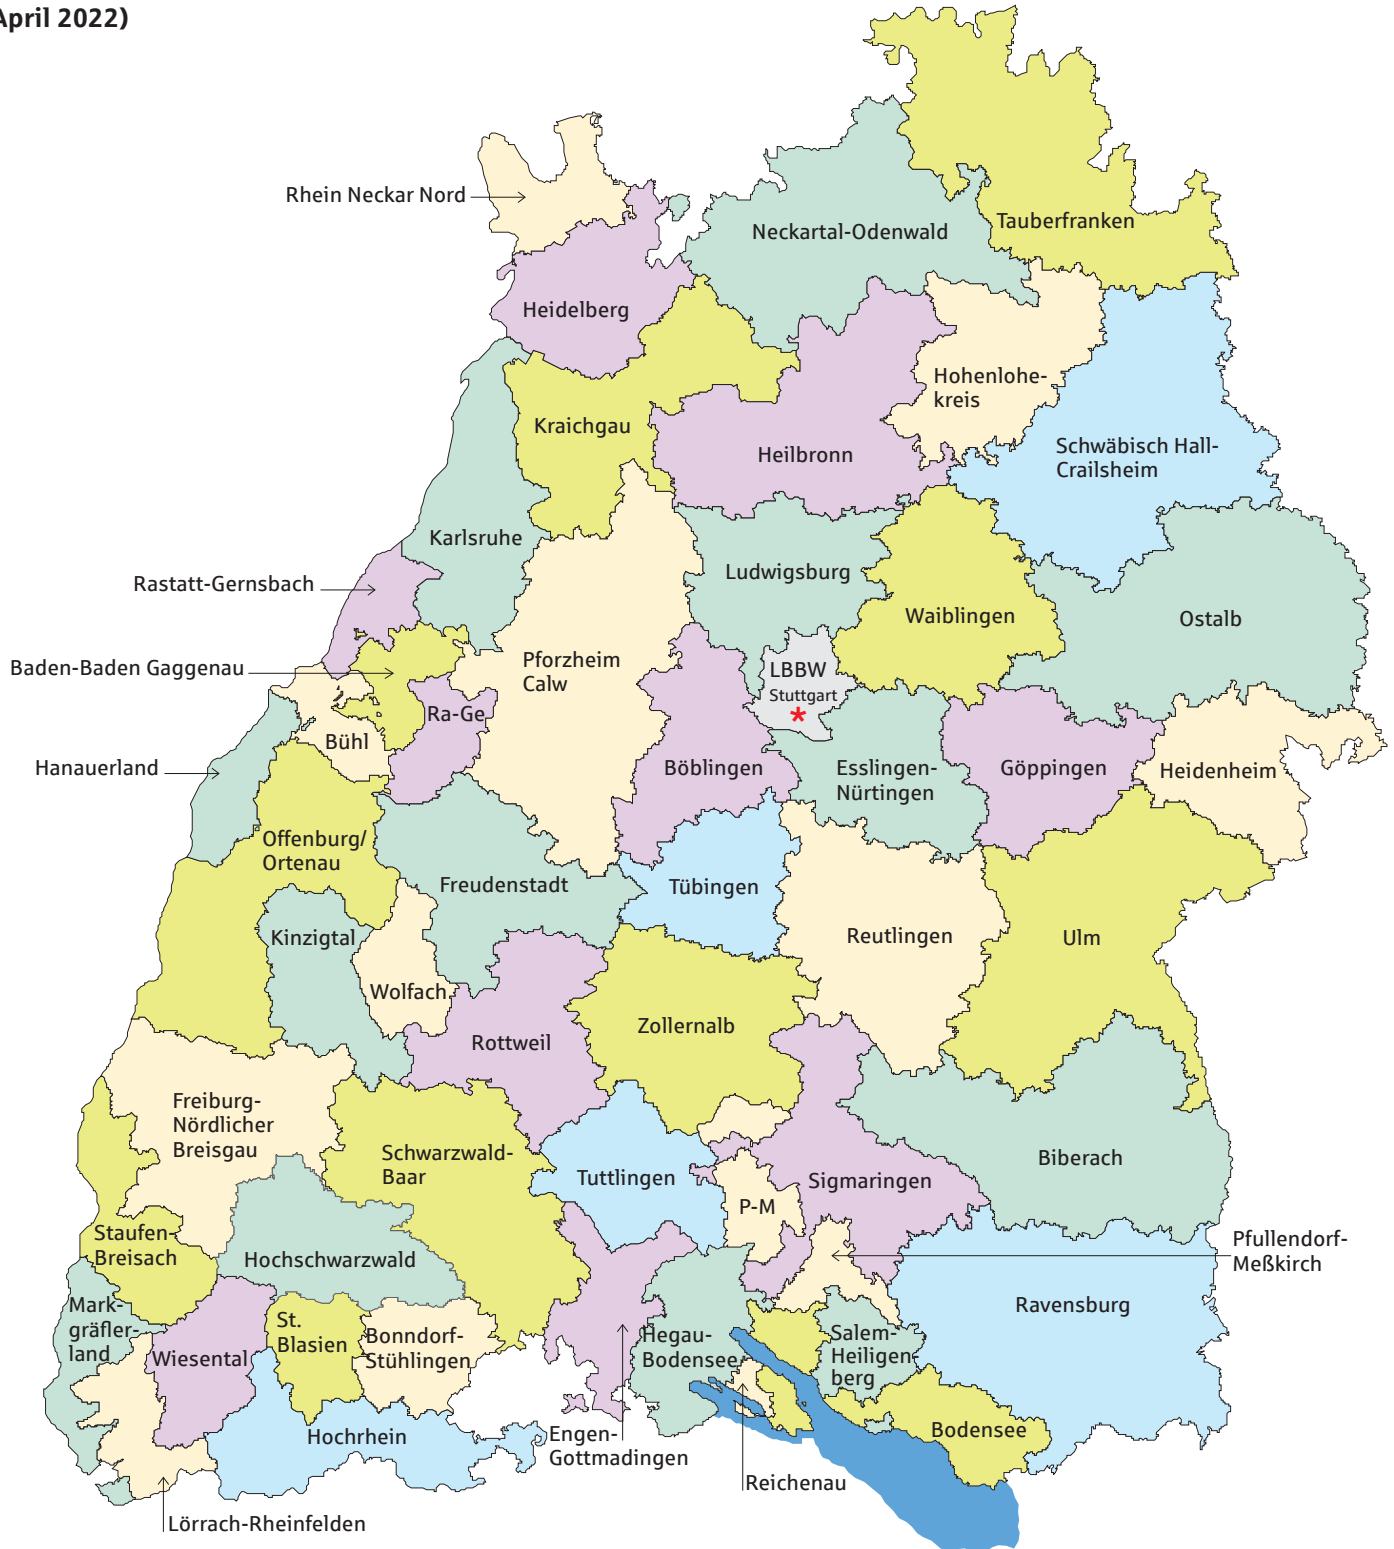 April 2022)
Rhein Neckar Nord
Neckartal-Odenwald
Tauberfranken
Heidelberg
Hohenlohe-
kreis
Kraichgau
Heilbronn
Schwäbisch Hall-
Crailsheim
Karlsruhe
Ludwigsburg
Rastatt-Gernsbach
Waiblingen
Ostalb
Baden-Baden Gaggenau
Pforzheim
Calw
LBBW
Stuttgart
*
Ra-Ge
Bühl
Hanauerland
Böblingen
Esslingen-
Nürtingen
Göppingen
Heidenheim
Offenburg/
Ortenau
Freudenstadt
Tübingen
Kinzigtal
Reutlingen
Ulm
Wolfach
Rottweil
Zollernalb
Freiburg-
Nördlicher
Breisgau
Schwarzwald-
Baar
Tuttlingen
Sigmaringen
Biberach
P-M
Staufen-
Breisach
Hochschwarzwald
Pfullendorf-
Meßkirch
Mark-
gräfler-
land
Wiesental
St.
Blasien
Bonndorf-
Stühlingen
Hegau-
Bodensee
Salem-
Heiligen-
berg
Ravensburg
Hochrhein
Engen-
Gottmadingen
Bodensee
Reichenau
Lörrach-Rheinfelden